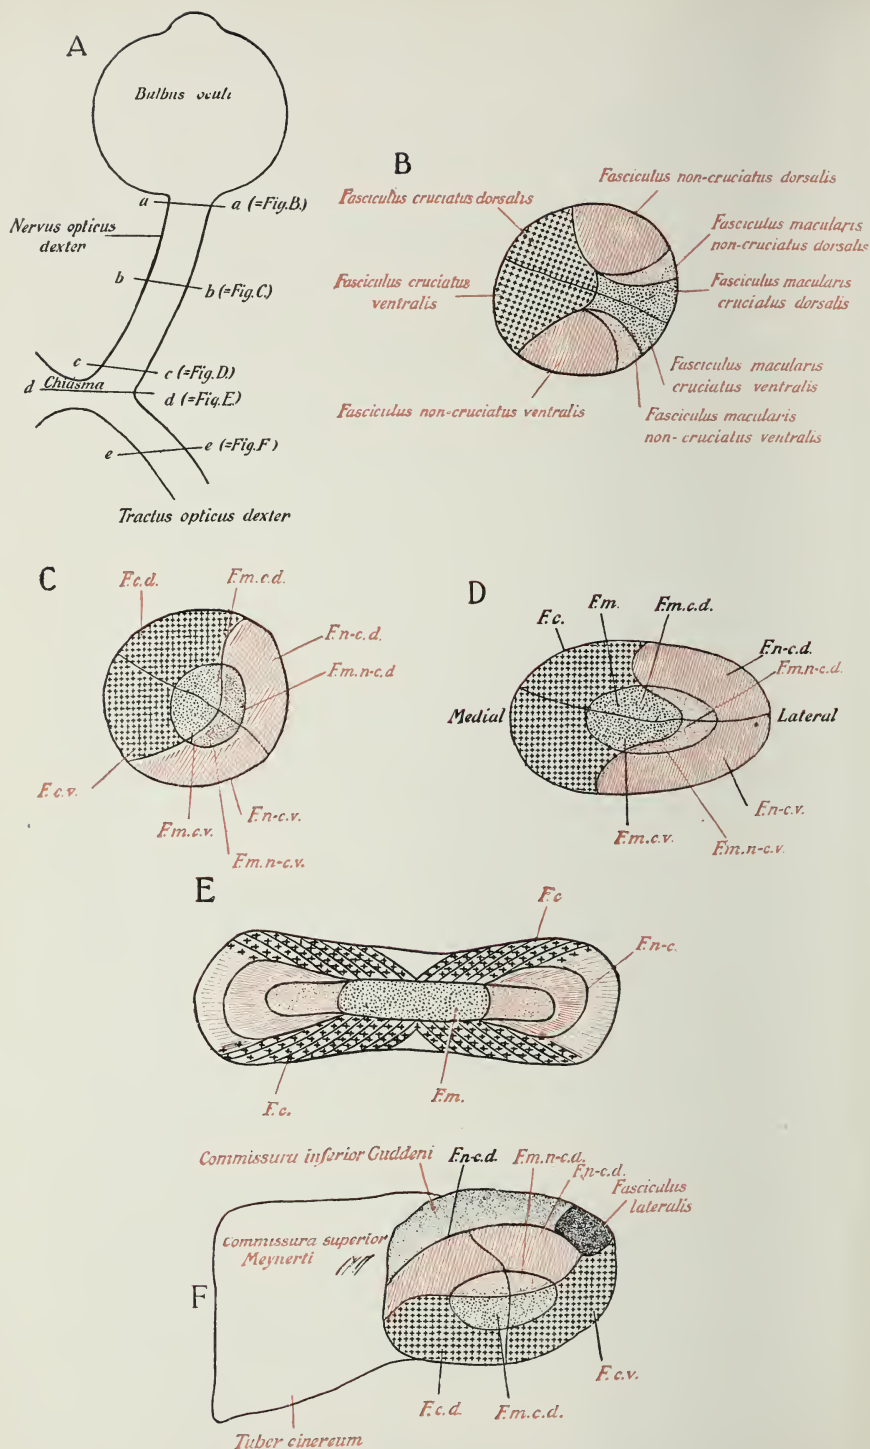 A
Bulbus oculi
a
a (=Fig.B.)
Nervus opticus
dexter
b
b (=Fig.C.)
c
c (=Fig.D.)
Chiasma
d
d (=Fig.E.)
e
e (=Fig.F.)
Tractus opticus dexter
B
Fasciculus non-cruciatus dorsalis
Fasciculus cruciatus dorsalis
Fasciculus macularis
non-cruciatus dorsalis
Fasciculus cruciatus
ventralis
Fasciculus macularis
cruciatus dorsalis
Fasciculus macularis
cruciatus ventralis
Fasciculus non-cruciatus ventralis
Fasciculus macularis
non-cruciatus ventralis
C
F.c.d.
F.m.c.d.
F.n-c.d.
F.m.n-c.d
F.c.v.
F.m.c.v.
F.n-c.v.
F.m.n-c.v.
D
F.c.
F.m.
F.m.c.d.
F.n-c.d.
F.m.n-c.d.
Medial
Lateral
F.m.c.v.
F.n-c.v.
F.m.n-c.v.
E
F.c
F.n-c.
F.c.
F.m.
Commissura inferior Guddeni
F.n-c.d.
F.m.n-c.d.
F.n-c.d.
Fasciculus
lateralis
Commissura superior
Meynerti
F
F.c.v.
F.c.d.
F.m.c.d.
Tuber cinereum